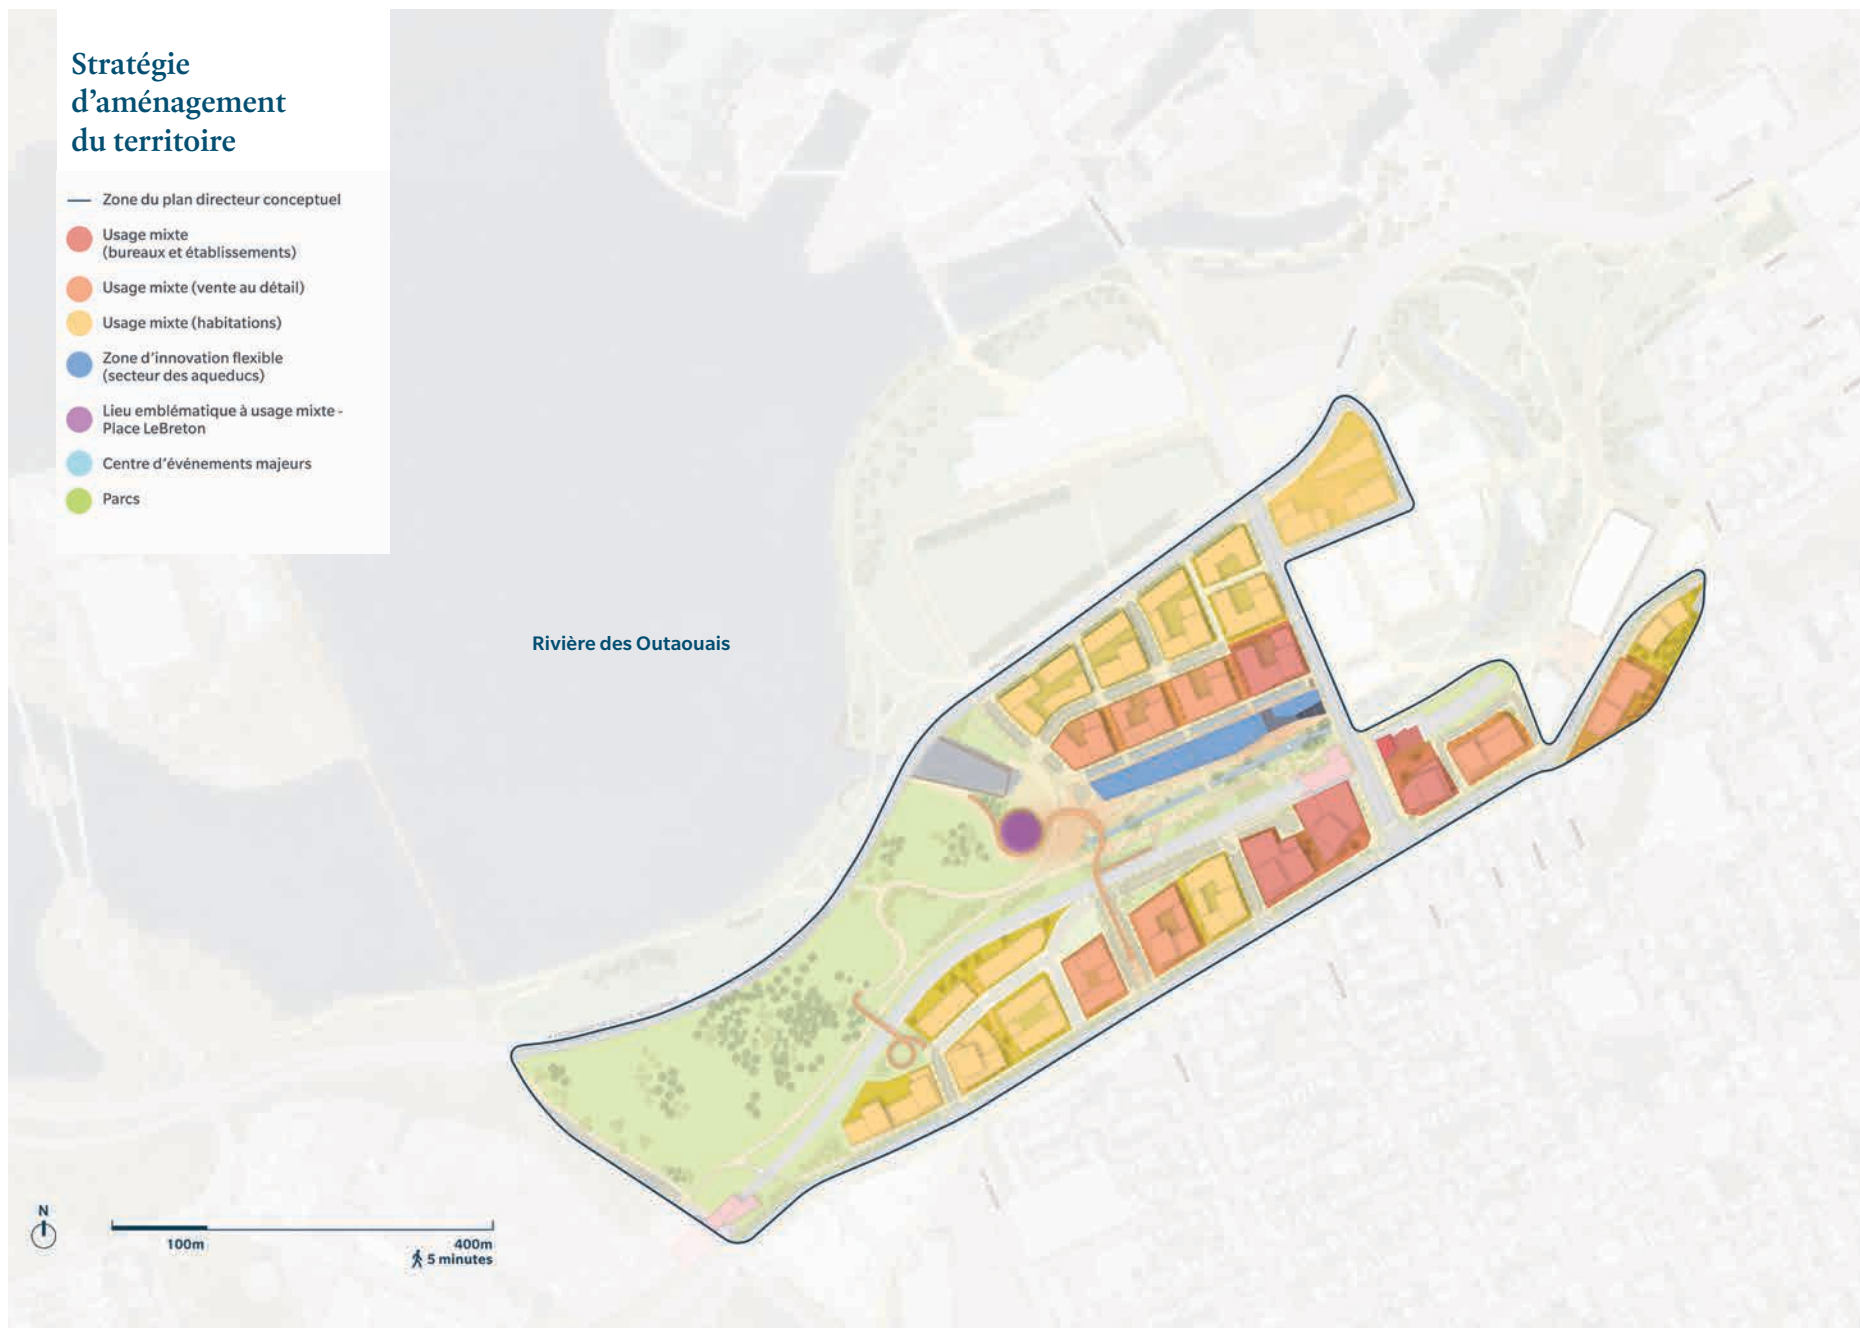 Stratégie
d’aménagement
du territoire
Zone du plan directeur conceptuel
Usage mixte
(bureaux et établissements)
Usage mixte (vente au détail)
Usage mixte (habitations)
Zone d’innovation flexible
(secteur des aqueducs)
Lieu emblématique à usage mixte -
Place LeBreton
Centre d’événements majeurs
Parcs
Rivière des Outaouais
N
100m
400m
5 minutes